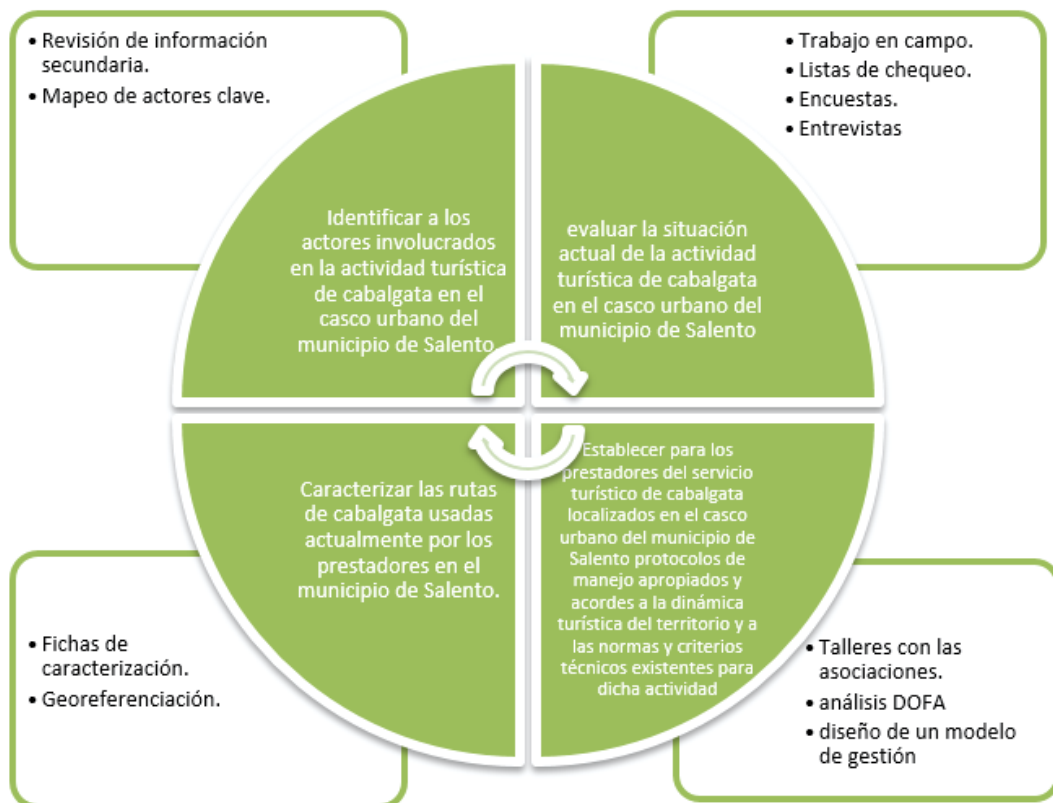 • Revisión de información
secundaria.
• Mapeo de actores clave.
• Trabajo en campo.
• Listas de chequeo.
• Encuestas.
• Entrevistas
Identificar a los
actores involucrados
en la actividad turística
de cabalgata en el
casco urbano del
municipio de Salento.
evaluar la situación
actual de la actividad
turística de cabalgata
en el casco urbano del
municipio de Salento
Caracterizar las rutas
de cabalgata usadas
actualmente por los
prestadores en el
municipio de Salento.
Establecer para los
prestadores del servicio
turístico de cabalgata
localizados en el casco
urbano del municipio de
Salento protocolos de
manejo apropiados y
acordes a la dinámica
turística del territorio y a
las normas y criterios
técnicos existentes para
dicha actividad
• Fichas de
caracterización.
• Georeferenciación.
• Talleres con las
asociaciones.
• análisis DOFA
• diseño de un modelo
de gestión